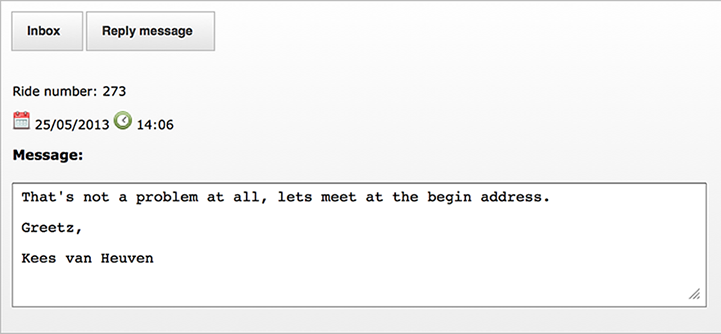 Inbox Reply message
Ride number: 273
25/05/2013 14:06
Message:
That's not a problem at all, lets meet at the begin address.
Greetz,
Kees van Heuven